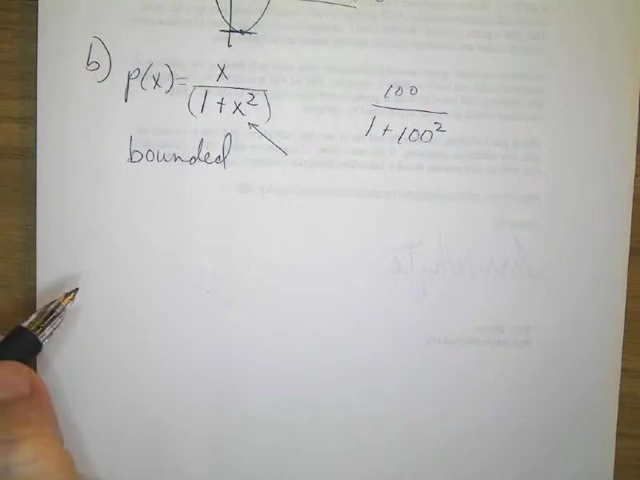 b) p(x) = x / (1 + x²)
100 / 1 + 100²
bounded